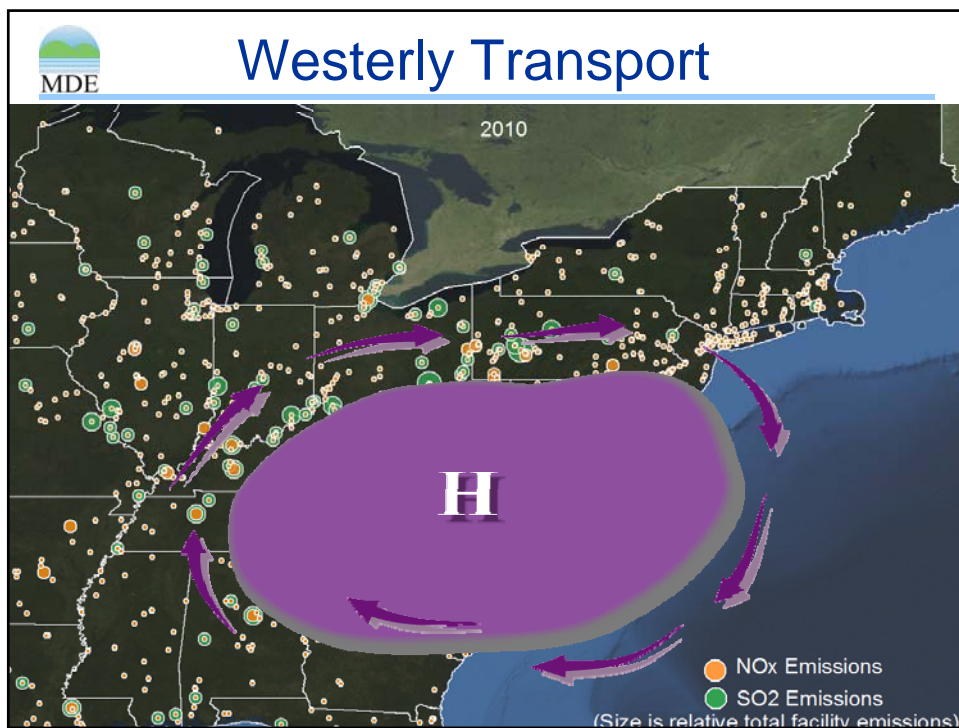 MDE
Westerly Transport
2010
H
NOx Emissions
SO2 Emissions
(Size is relative total facility emissions)